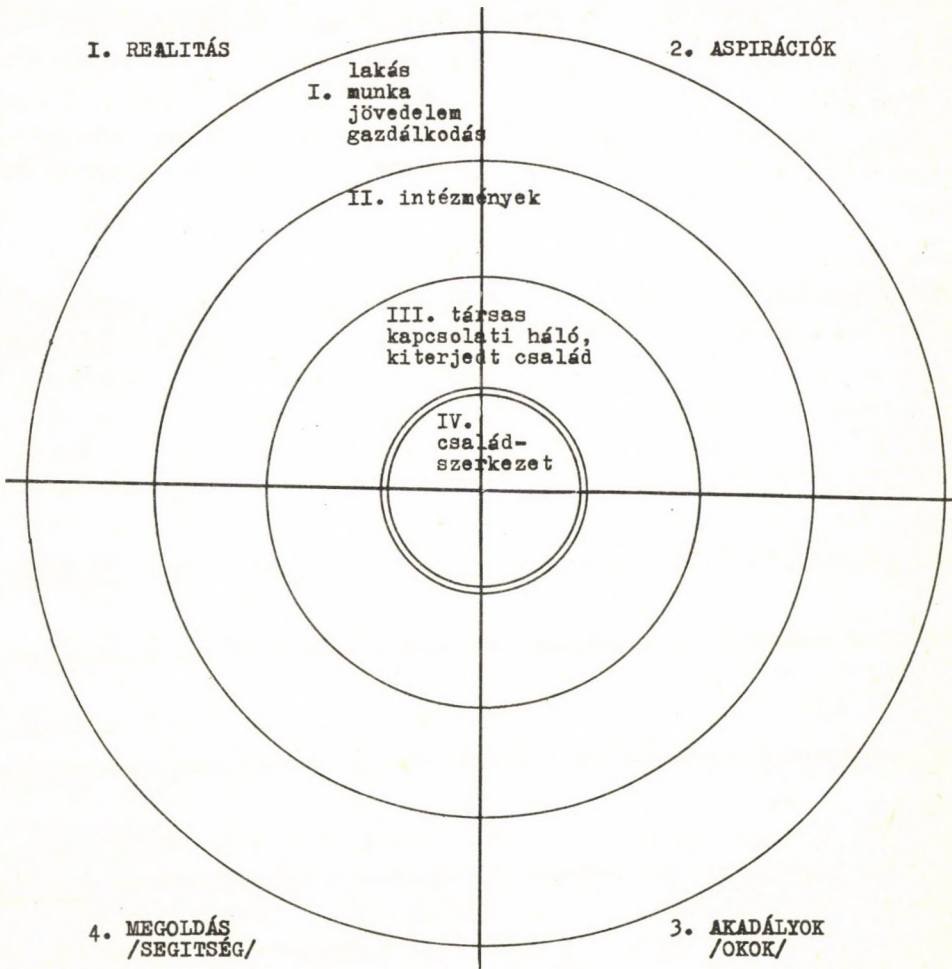 I. REALITÁS
2. ASPIRÁCIÓK
lakás
I. munka
jövedelem
gazdálkodás
II. intézmények
III. társas
kapcsolati háló,
kiterjedt család
IV.
család-
szerkezet
4. MEGOLDÁS
/SEGITSÉG/
3. AKADÁLYOK
/OKOK/